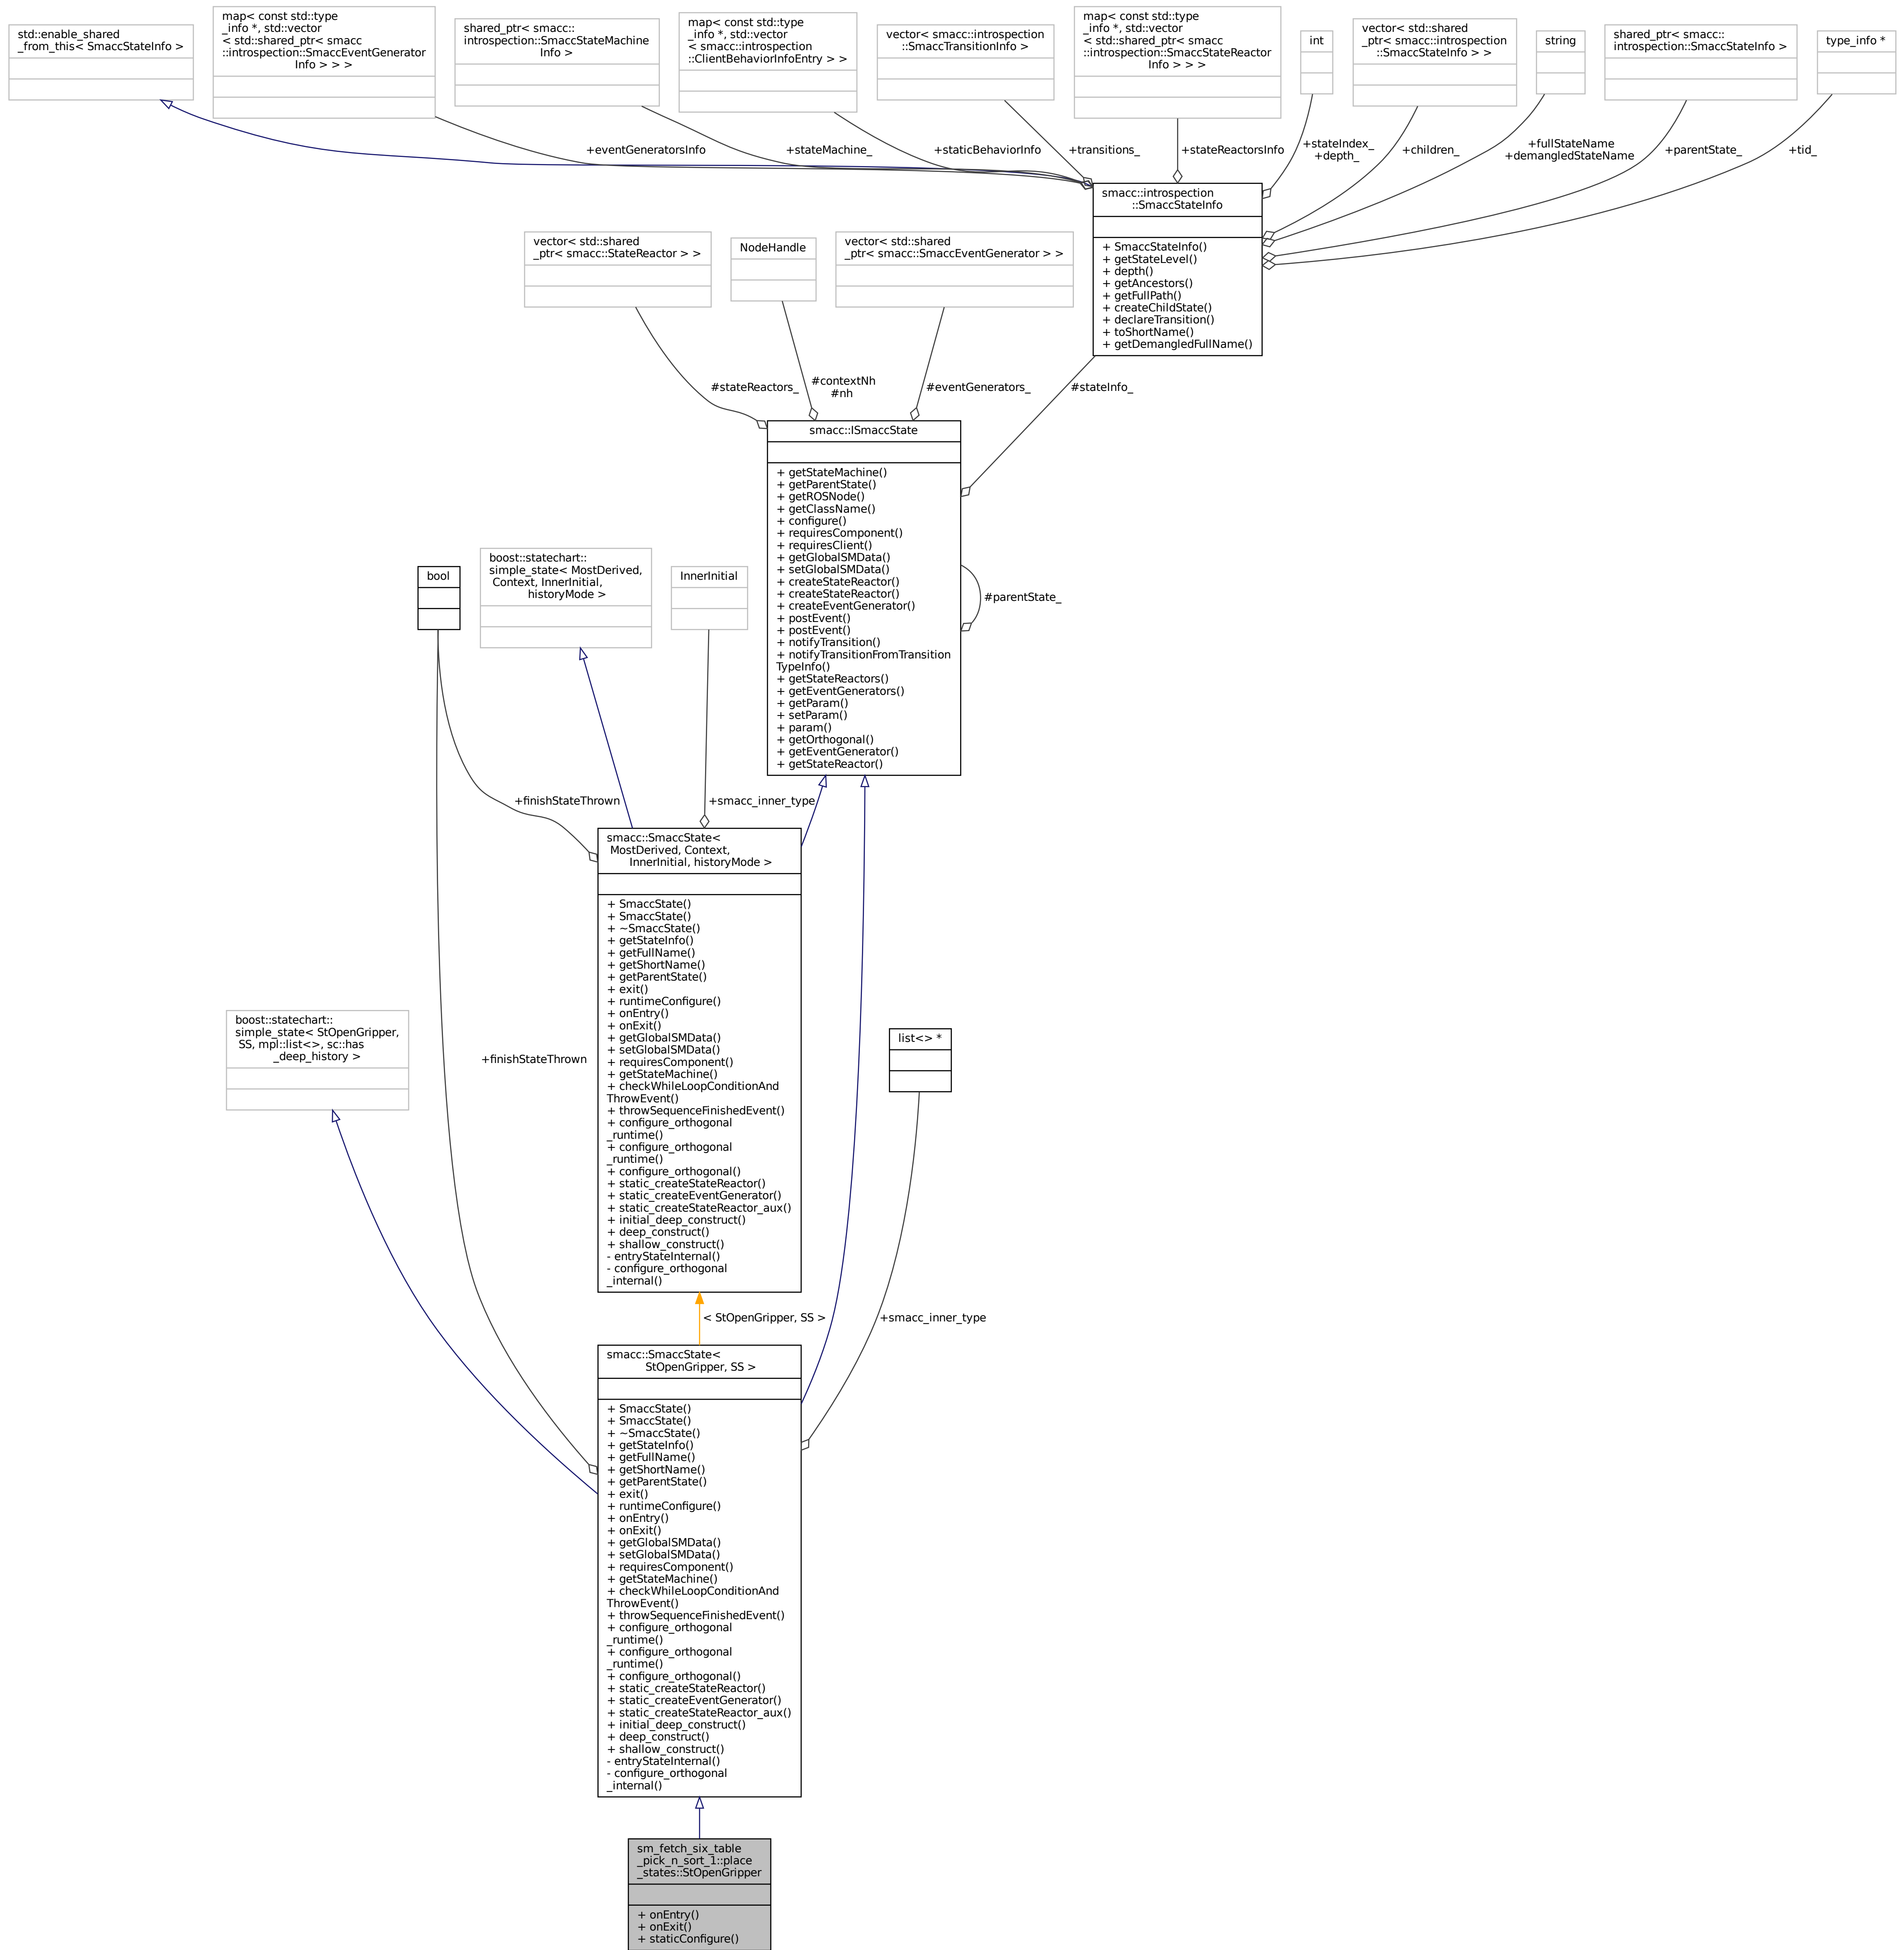 std::enable_shared
_from_this< SmaccStateInfo >
map< const std::type
_info *, std::vector
< std::shared_ptr< smacc
::introspection::SmaccEventGenerator
Info > > >
shared_ptr< smacc::
introspection::SmaccStateMachine
Info >
map< const std::type
_info *, std::vector
< smacc::introspection
::ClientBehaviorInfoEntry > >
vector< smacc::introspection
::SmaccTransitionInfo >
map< const std::type
_info *, std::vector
< std::shared_ptr< smacc
::introspection::SmaccStateReactor
Info > > >
int
vector< std::shared
_ptr< smacc::introspection
::SmaccStateInfo > >
string
shared_ptr< smacc::
introspection::SmaccStateInfo >
type_info *
+eventGeneratorsInfo
+stateMachine_
+staticBehaviorInfo
+transitions_
+stateReactorsInfo
+stateIndex_
+depth_
+children_
+fullStateName
+demangledStateName
+parentState_
+tid_
smacc::introspection
::SmaccStateInfo
+ SmaccStateInfo()
+ getStateLevel()
+ depth()
+ getAncestors()
+ getFullPath()
+ createChildState()
+ declareTransition()
+ toShortName()
+ getDemangledFullName()
vector< std::shared
_ptr< smacc::StateReactor > >
NodeHandle
vector< std::shared
_ptr< smacc::SmaccEventGenerator > >
#stateReactors_
#contextNh
#nh
#eventGenerators_
#stateInfo_
smacc::ISmaccState
+ getStateMachine()
+ getParentState()
+ getROSNode()
+ getClassName()
+ configure()
+ requiresComponent()
+ requiresClient()
+ getGlobalSMData()
+ setGlobalSMData()
+ createStateReactor()
+ createStateReactor()
+ createEventGenerator()
+ postEvent()
+ postEvent()
+ notifyTransition()
+ notifyTransitionFromTransition
TypeInfo()
+ getStateReactors()
+ getEventGenerators()
+ getParam()
+ setParam()
+ param()
+ getOrthogonal()
+ getEventGenerator()
+ getStateReactor()
#parentState_
bool
boost::statechart::
simple_state< MostDerived,
Context, InnerInitial,
historyMode >
InnerInitial
+finishStateThrown
+smacc_inner_type
smacc::SmaccState<
MostDerived, Context,
InnerInitial, historyMode >
+ SmaccState()
+ SmaccState()
+ ~SmaccState()
+ getStateInfo()
+ getFullName()
+ getShortName()
+ getParentState()
+ exit()
+ runtimeConfigure()
+ onEntry()
+ onExit()
+ getGlobalSMData()
+ setGlobalSMData()
+ requiresComponent()
+ getStateMachine()
+ checkWhileLoopConditionAnd
ThrowEvent()
+ throwSequenceFinishedEvent()
+ configure_orthogonal
_runtime()
+ configure_orthogonal
_runtime()
+ configure_orthogonal()
+ static_createStateReactor()
+ static_createEventGenerator()
+ static_createStateReactor_aux()
+ initial_deep_construct()
+ deep_construct()
+ shallow_construct()
- entryStateInternal()
- configure_orthogonal
_internal()
boost::statechart::
simple_state< StOpenGripper,
SS, mpl::list<>, sc::has
_deep_history >
+finishStateThrown
list<> *
< StOpenGripper, SS >
+smacc_inner_type
smacc::SmaccState<
StOpenGripper, SS >
+ SmaccState()
+ SmaccState()
+ ~SmaccState()
+ getStateInfo()
+ getFullName()
+ getShortName()
+ getParentState()
+ exit()
+ runtimeConfigure()
+ onEntry()
+ onExit()
+ getGlobalSMData()
+ setGlobalSMData()
+ requiresComponent()
+ getStateMachine()
+ checkWhileLoopConditionAnd
ThrowEvent()
+ throwSequenceFinishedEvent()
+ configure_orthogonal
_runtime()
+ configure_orthogonal
_runtime()
+ configure_orthogonal()
+ static_createStateReactor()
+ static_createEventGenerator()
+ static_createStateReactor_aux()
+ initial_deep_construct()
+ deep_construct()
+ shallow_construct()
- entryStateInternal()
- configure_orthogonal
_internal()
sm_fetch_six_table
_pick_n_sort_1::place
_states::StOpenGripper
+ onEntry()
+ onExit()
+ staticConfigure()